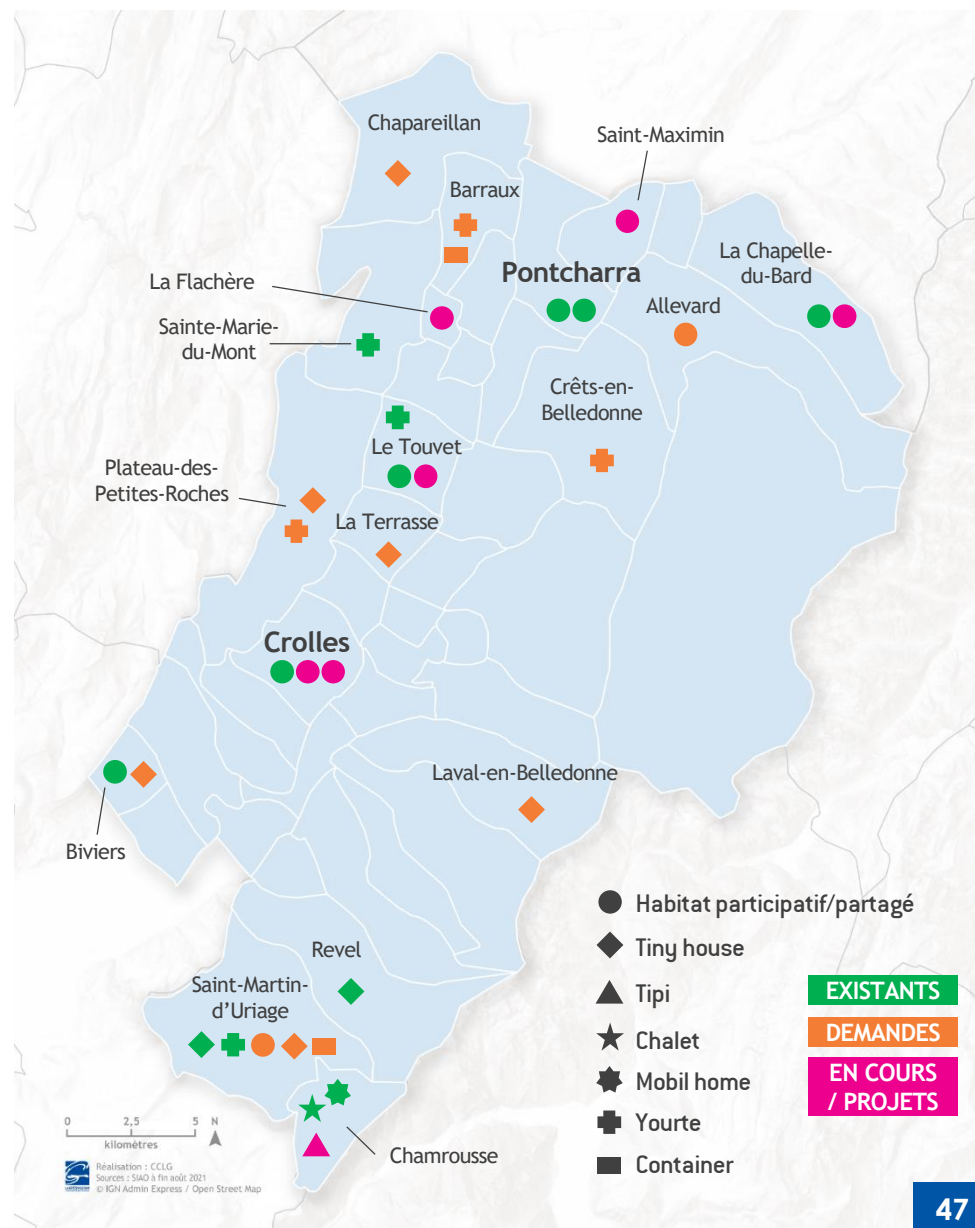 Chapareillan
Saint-Maximin
Barraux
La Chapelle-
du-Bard
La Flachère
Pontcharra
Allevard
Sainte-Marie-
du-Mont
Crêts-en-
Belledonne
Le Touvet
Plateau-des-
Petites-Roches
La Terrasse
Crolles
Laval-en-Belledonne
Biviers
Revel
Saint-Martin-
d'Uriage
Chamrousse
Habitat participatif/partagé
Tiny house
Tipi
Chalet
Mobil home
Yourte
Container
EXISTANTS
DEMANDES
EN COURS
/ PROJETS
0 2,5 5 N
kilomètres
Réalisation : CCLG
Sources : SIAO à fin août 2021
© IGN Admin Express / Open Street Map
47